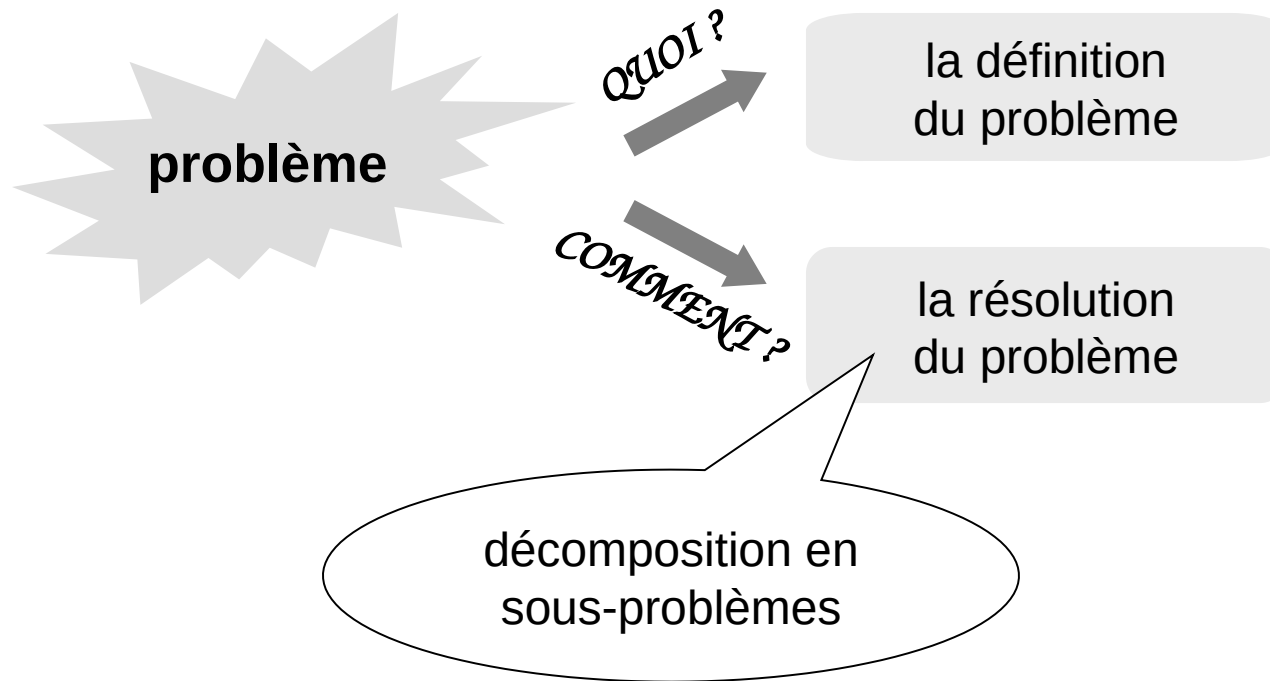 problème
QUOI ?
la définition
du problème
COMMENT ?
la résolution
du problème
décomposition en
sous-problèmes